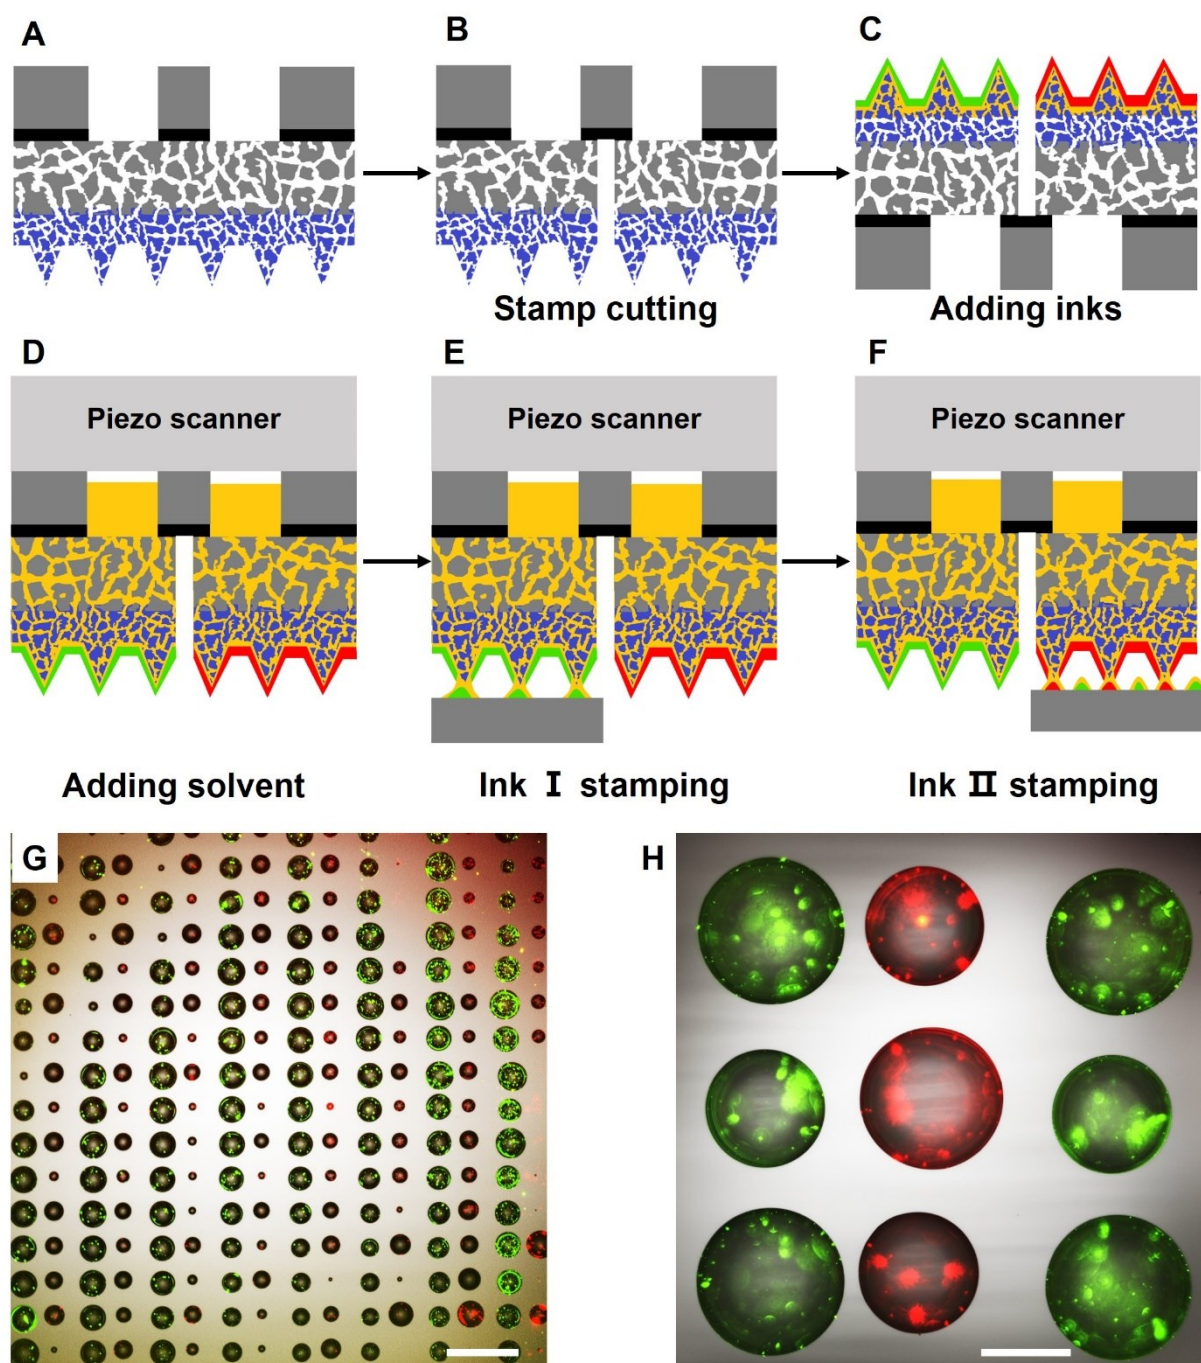 A
B
C
Stamp cutting
Adding inks
D
E
F
Piezo scanner
Piezo scanner
Piezo scanner
Adding solvent
Ink I stamping
Ink II stamping
G
H